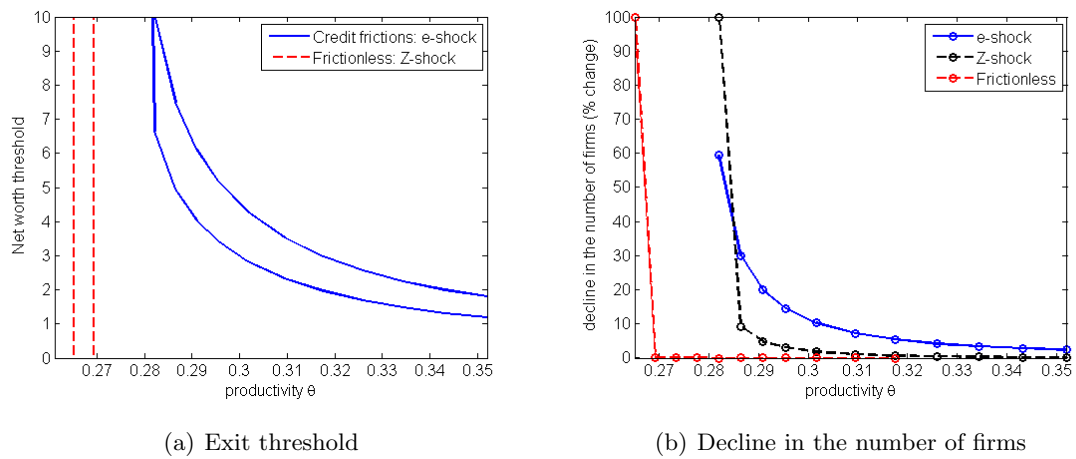 10
9
8
7
6
5
4
3
2
1
0
Net worth threshold
Credit frictions: e-shock
Frictionless: Z-shock
0.27 0.28 0.29 0.3 0.31 0.32 0.33 0.34 0.35
productivity θ
(a) Exit threshold
100
90
80
70
60
50
40
30
20
10
0
decline in the number of firms (% change)
e-shock
Z-shock
Frictionless
0.27 0.28 0.29 0.3 0.31 0.32 0.33 0.34 0.35
productivity θ
(b) Decline in the number of firms